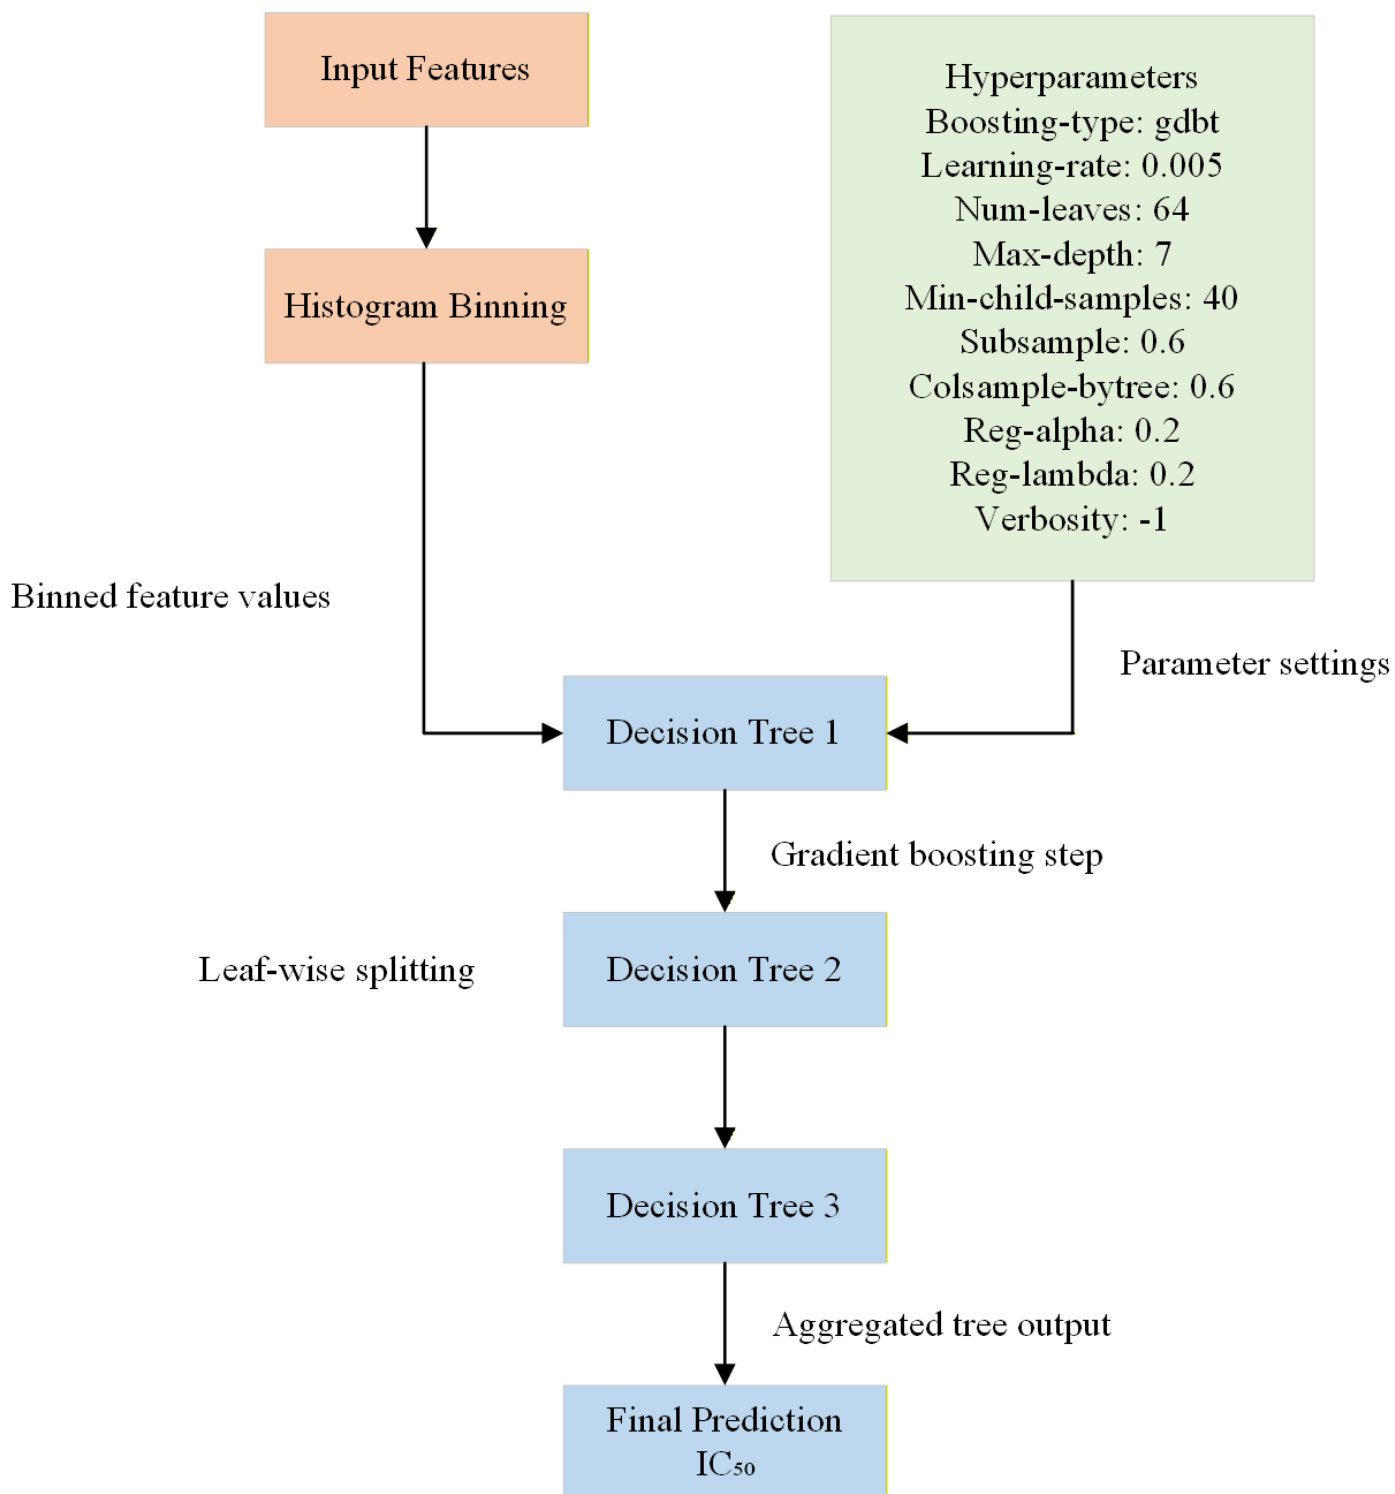 Input Features
Hyperparameters
Boosting-type: gdbt
Learning-rate: 0.005
Num-leaves: 64
Max-depth: 7
Min-child-samples: 40
Subsample: 0.6
Colsample-bytree: 0.6
Reg-alpha: 0.2
Reg-lambda: 0.2
Verbosity: -1
Histogram Binning
Binned feature values
Parameter settings
Decision Tree 1
Gradient boosting step
Leaf-wise splitting
Decision Tree 2
Decision Tree 3
Aggregated tree output
Final Prediction
IC₅₀